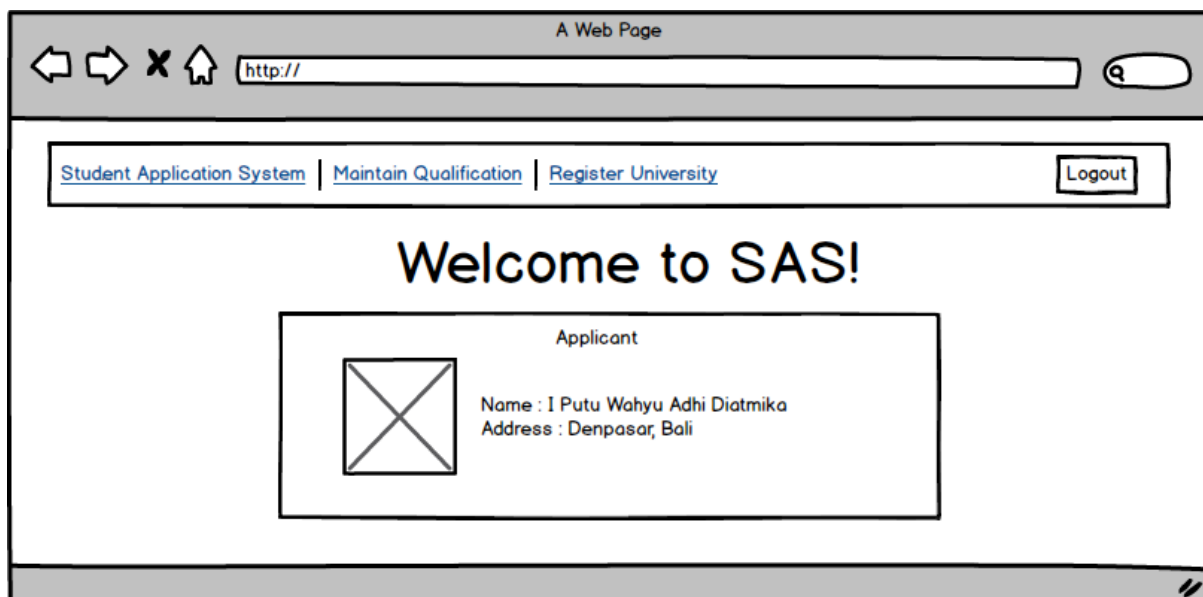 A Web Page
http://
Student Application System | Maintain Qualification | Register University Logout
Welcome to SAS!
Applicant
Name : I Putu Wahyu Adhi Diatmika
Address : Denpasar, Bali